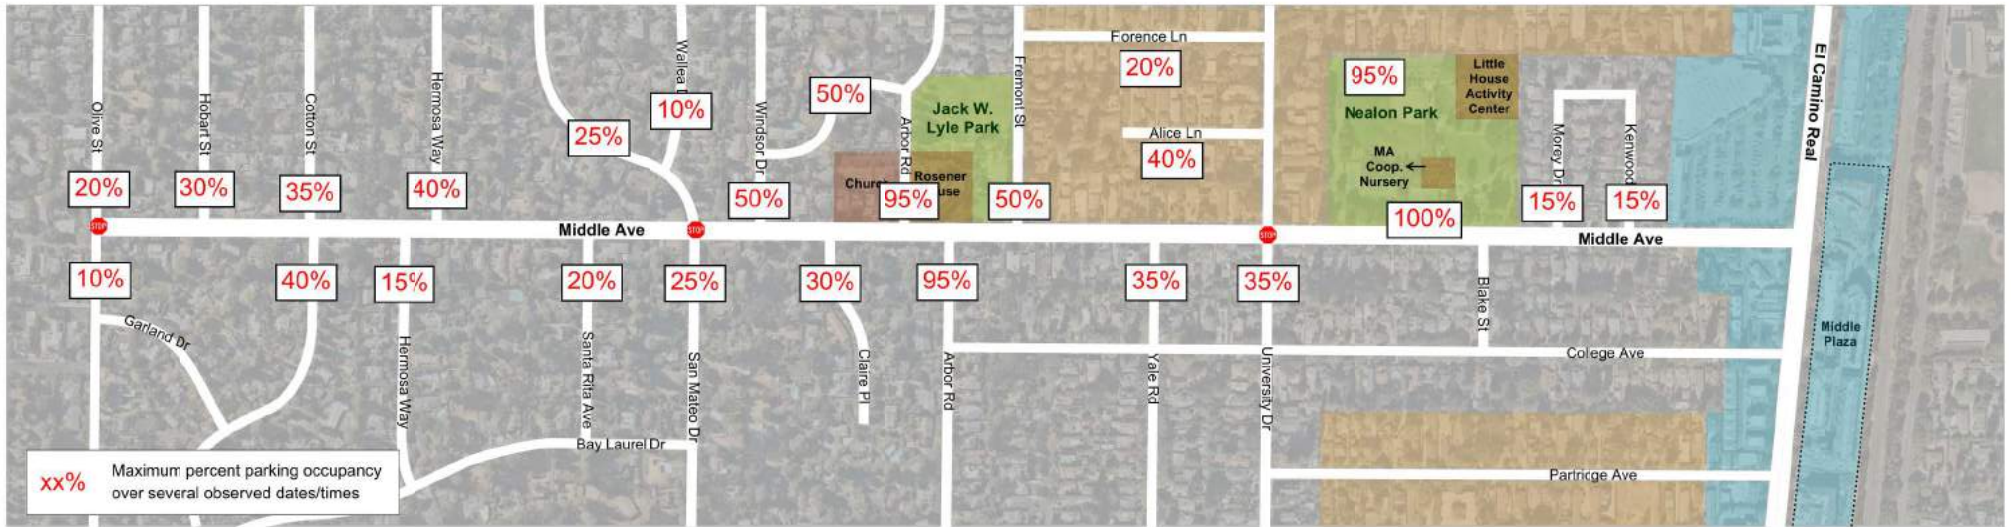 Forence Ln
20%
El Camino Real
Little
House
Activity
Center
95%
Nealon Park
Olive St
Hobart St
Cotton St
Hermosa Way
Wallea D
10%
25%
Windsor Dr
50%
Arbor Rd
Jack W.
Lyle Park
Fremont St
Alice Ln
40%
MA
Coop.
Nursery
Morey Dr
Kenwood
20%
30%
35%
40%
50%
Church
95%
Rosener
use
50%
100%
15%
15%
STOP
Middle Ave
STOP
STOP
Middle Ave
10%
40%
15%
20%
25%
30%
95%
35%
35%
Garland Dr
Hermosa Way
Santa Rita Ave
San Mateo Dr
Claire Pl
Arbor Rd
Yale Rd
University Dr
Blake St
College Ave
Middle
Plaza
Bay Laurel Dr
Partridge Ave
xx%
Maximum percent parking occupancy
over several observed dates/times